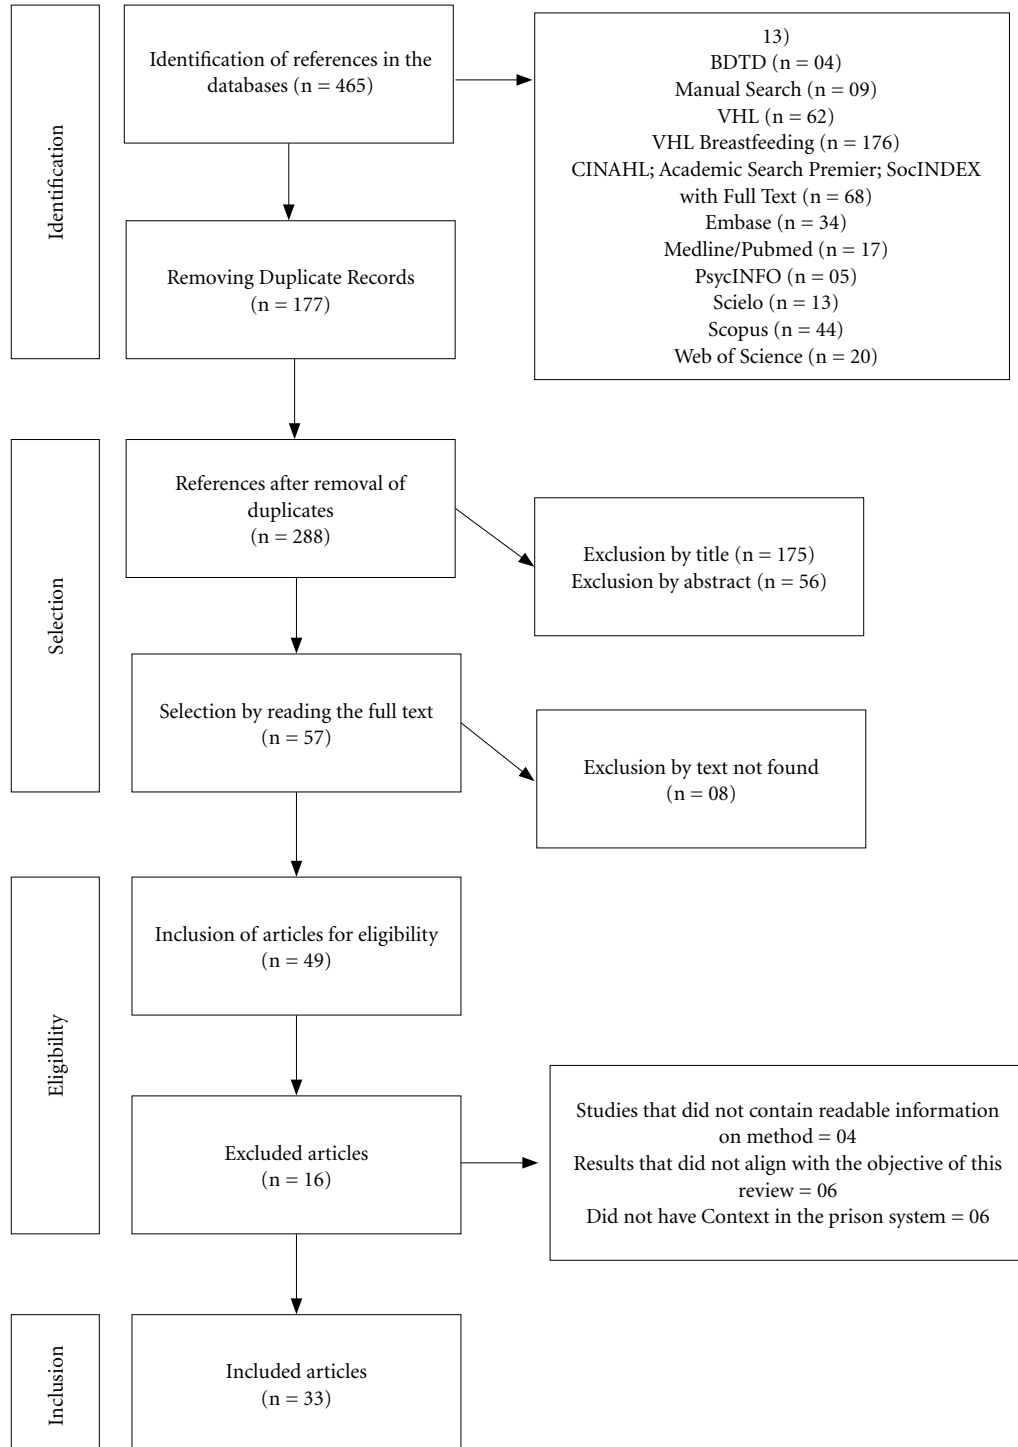 Identification
Identification of references in the
databases (n = 465)
13)
BDTD (n = 04)
Manual Search (n = 09)
VHL (n = 62)
VHL Breastfeeding (n = 176)
CINAHL; Academic Search Premier; SocINDEX
with Full Text (n = 68)
Embase (n = 34)
Medline/Pubmed (n = 17)
PsycINFO (n = 05)
Scielo (n = 13)
Scopus (n = 44)
Web of Science (n = 20)
Removing Duplicate Records
(n = 177)
Selection
References after removal of
duplicates
(n = 288)
Exclusion by title (n = 175)
Exclusion by abstract (n = 56)
Selection by reading the full text
(n = 57)
Exclusion by text not found
(n = 08)
Eligibility
Inclusion of articles for eligibility
(n = 49)
Excluded articles
(n = 16)
Studies that did not contain readable information
on method = 04
Results that did not align with the objective of this
review = 06
Did not have Context in the prison system = 06
Inclusion
Included articles
(n = 33)